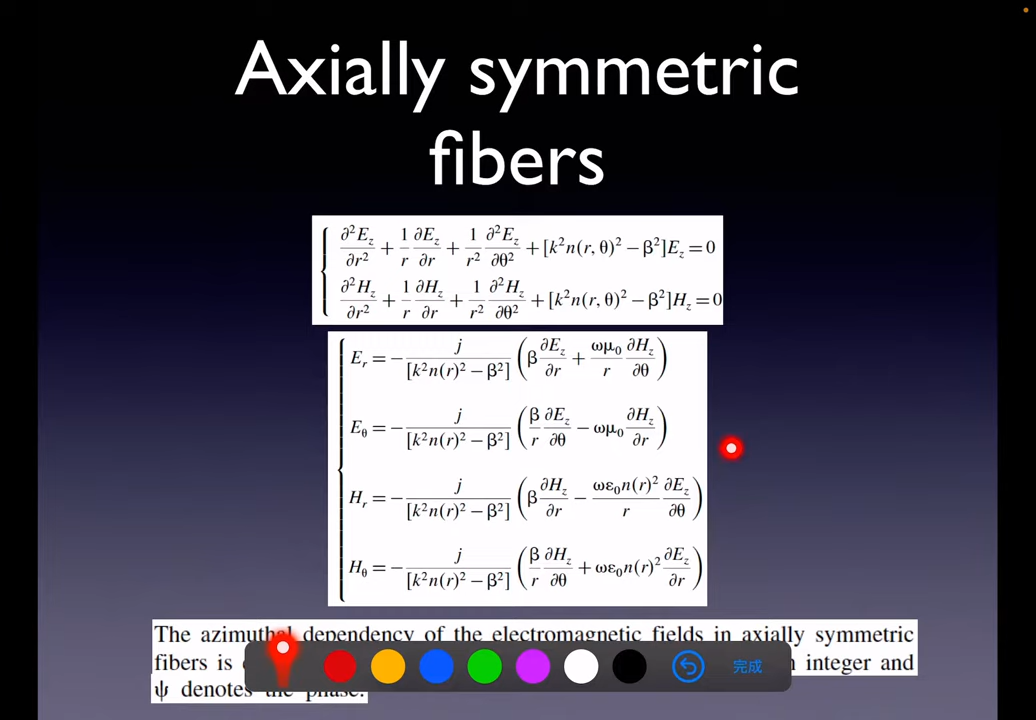 Axially symmetric
fibers
∂²E_z/∂r² + 1/r ∂E_z/∂r + 1/r² ∂²E_z/∂θ² + [k²n(r, θ)² − β²]E_z = 0
∂²H_z/∂r² + 1/r ∂H_z/∂r + 1/r² ∂²H_z/∂θ² + [k²n(r, θ)² − β²]H_z = 0
E_r = − j/[k²n(r)² − β²] (β ∂E_z/∂r + ωμ₀/r ∂H_z/∂θ)
E_θ = − j/[k²n(r)² − β²] (β/r ∂E_z/∂θ − ωμ₀ ∂H_z/∂r)
H_r = − j/[k²n(r)² − β²] (β ∂H_z/∂r − ωε₀n(r)²/r ∂E_z/∂θ)
H_θ = − j/[k²n(r)² − β²] (β/r ∂H_z/∂θ + ωε₀n(r)² ∂E_z/∂r)
The azimuthal dependency of the electromagnetic fields in axially symmetric
fibers is integer and
ψ denotes the phase.
完成